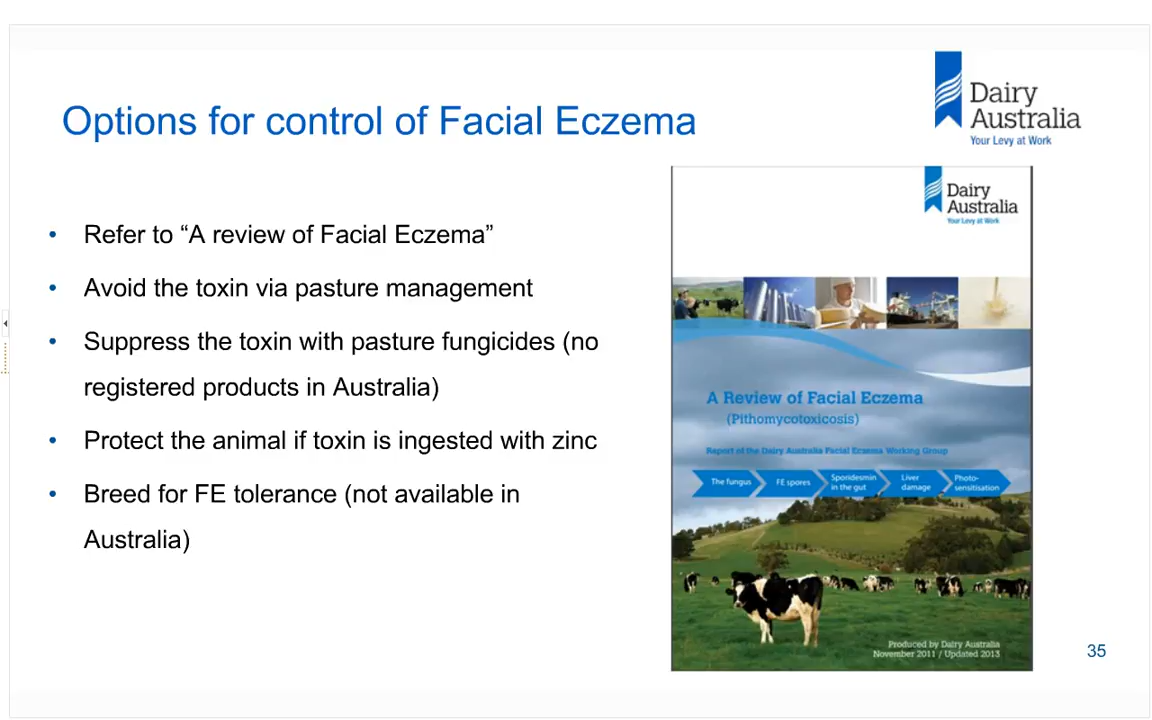 Options for control of Facial Eczema
Dairy
Australia
Your Levy at Work
• Refer to “A review of Facial Eczema”
• Avoid the toxin via pasture management
• Suppress the toxin with pasture fungicides (no
registered products in Australia)
• Protect the animal if toxin is ingested with zinc
• Breed for FE tolerance (not available in
Australia)
Dairy
Australia
Your Levy at Work
A Review of Facial Eczema
(Pithomycotoxicosis)
Report of the Dairy Australia Facial Eczema Working Group
The fungus
FE spores
Sporidesmin
in the gut
Liver
damage
Photo-
sensitisation
Produced by Dairy Australia
November 2011 / Updated 2013
35